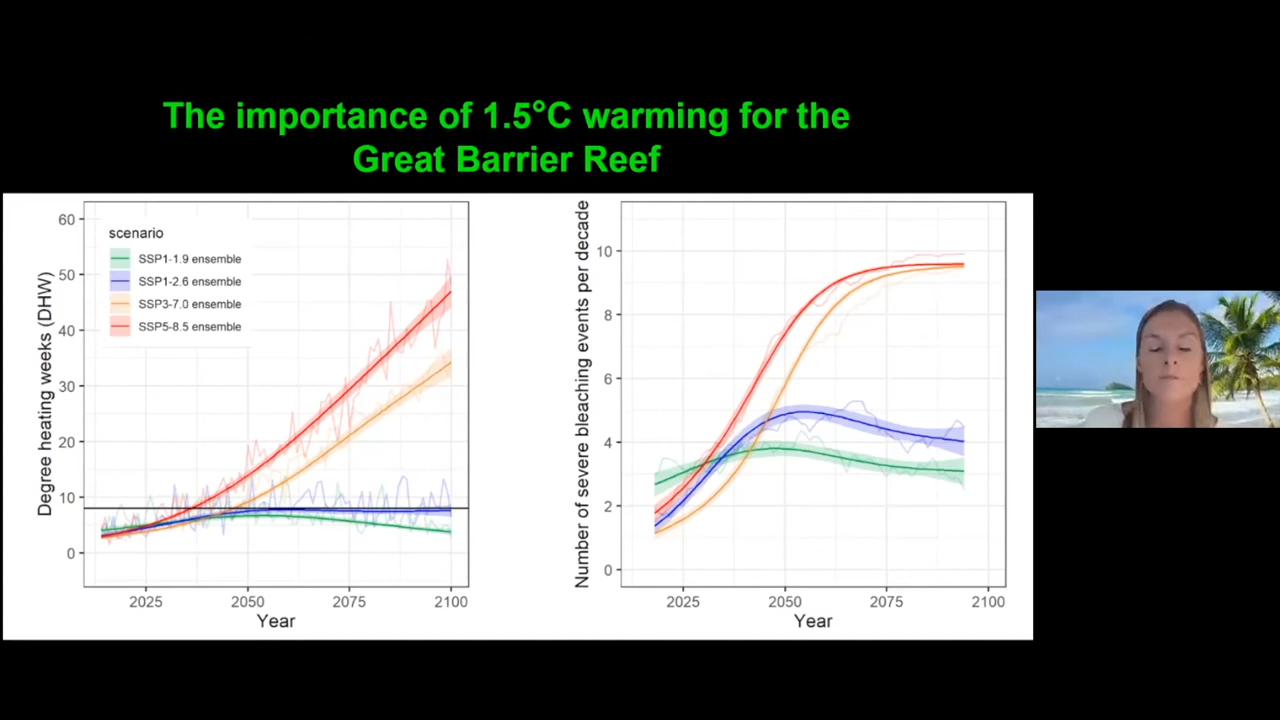 The importance of 1.5°C warming for the
Great Barrier Reef
Degree heating weeks (DHW)
60
50
40
30
20
10
0
scenario
SSP1-1.9 ensemble
SSP1-2.6 ensemble
SSP3-7.0 ensemble
SSP5-8.5 ensemble
2025
2050
2075
2100
Year
Number of severe bleaching events per decade
10
8
6
4
2
0
2025
2050
2075
2100
Year